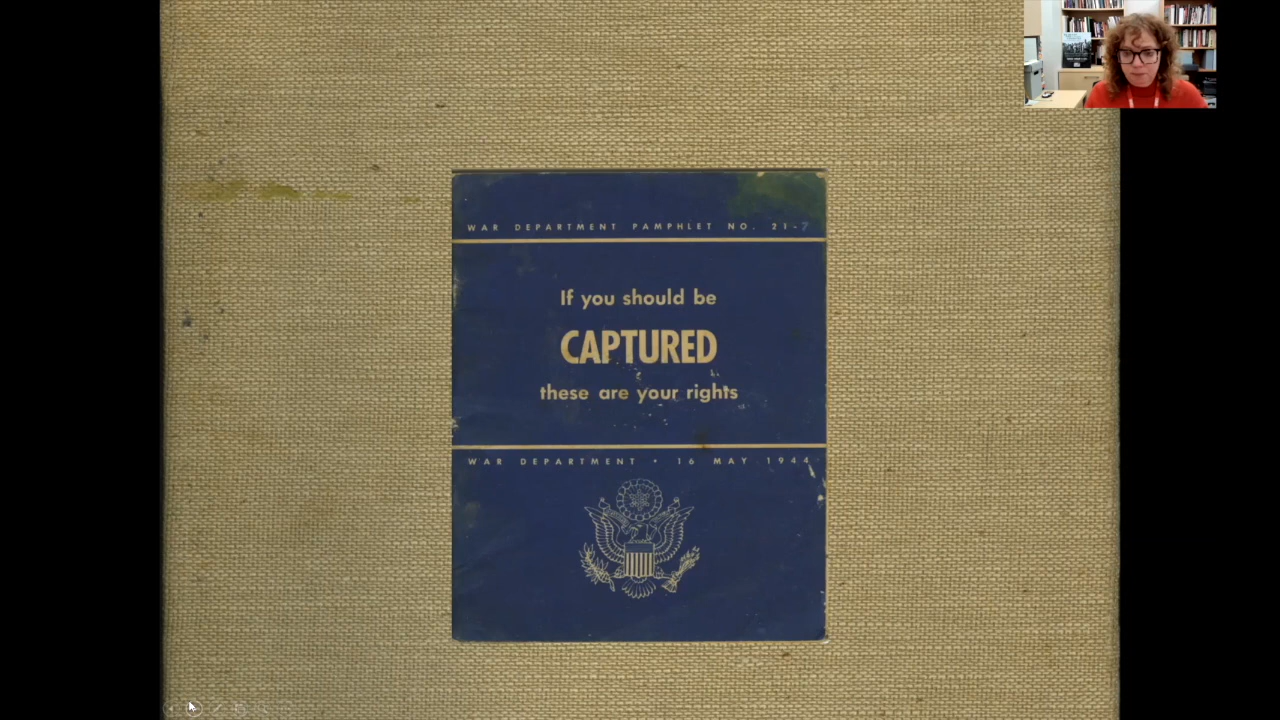 WAR DEPARTMENT PAMPHLET NO. 21-7
If you should be
CAPTURED
these are your rights
WAR DEPARTMENT • 16 MAY 1944